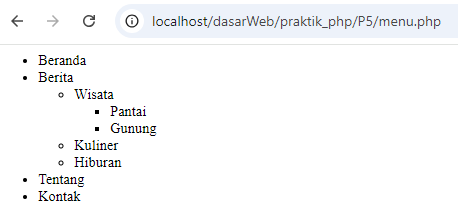 localhost/dasarWeb/praktik_php/P5/menu.php
Beranda
Berita
Wisata
Pantai
Gunung
Kuliner
Hiburan
Tentang
Kontak